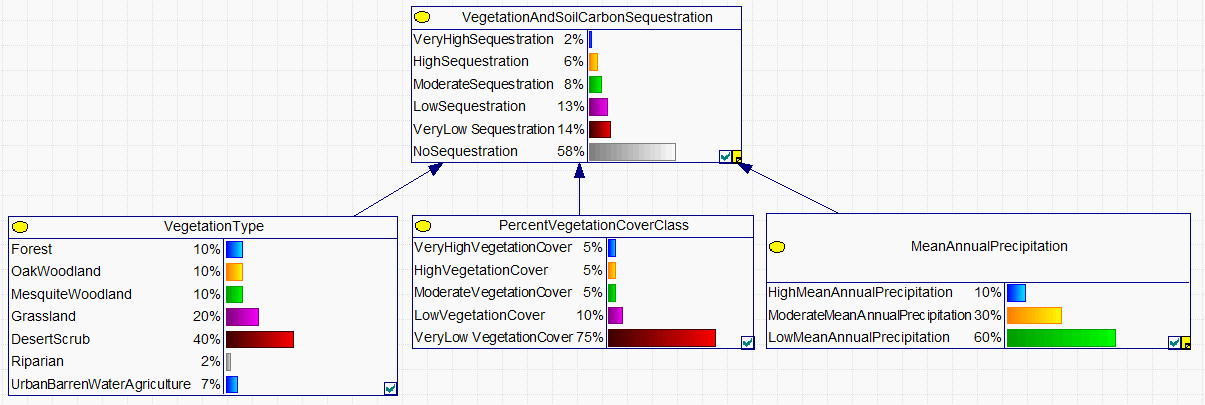 VegetationAndSoilCarbonSequestration
VeryHighSequestration 2%
HighSequestration 6%
ModerateSequestration 8%
LowSequestration 13%
VeryLow Sequestration 14%
NoSequestration 58%
VegetationType
Forest 10%
OakWoodland 10%
MesquiteWoodland 10%
Grassland 20%
DesertScrub 40%
Riparian 2%
UrbanBarrenWaterAgriculture 7%
PercentVegetationCoverClass
VeryHighVegetationCover 5%
HighVegetationCover 5%
ModerateVegetationCover 5%
LowVegetationCover 10%
VeryLow VegetationCover 75%
MeanAnnualPrecipitation
HighMeanAnnualPrecipitation 10%
ModerateMeanAnnualPrecipitation 30%
LowMeanAnnualPrecipitation 60%